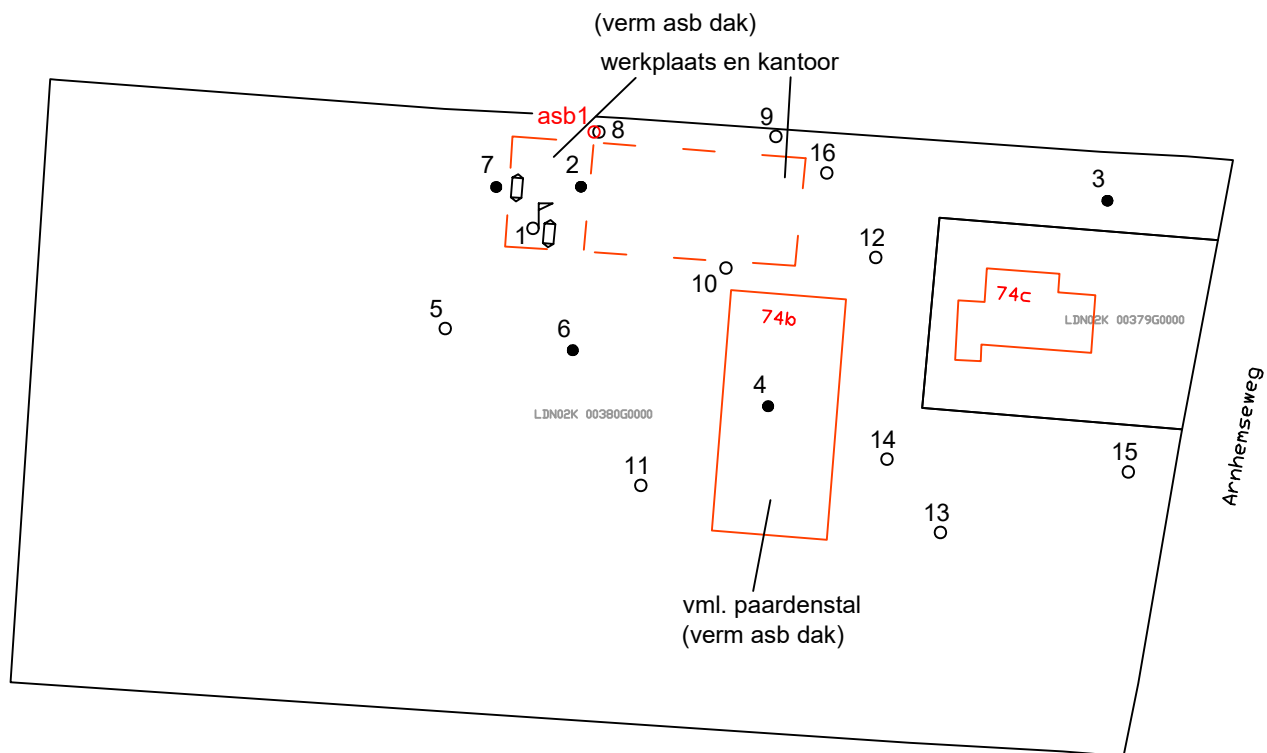 (verm asb dak)
werkplaats en kantoor
asb1
8
9
16
7
2
3
1
12
10
74c
LDN02K 00379G0000
5
6
74b
4
LDN02K 00380G0000
Arnhemseweg
14
15
11
13
vml. paardenstal
(verm asb dak)